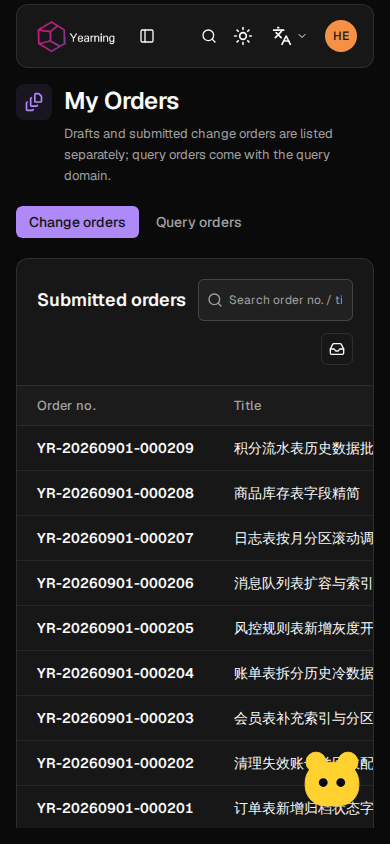 Yearning
HE
My Orders
Drafts and submitted change orders are listed
separately; query orders come with the query
domain.
Change orders
Query orders
Submitted orders
Search order no. / ti
Order no.
Title
YR-20260901-000209
积分流水表历史数据批
YR-20260901-000208
商品库存表字段精简
YR-20260901-000207
日志表按月分区滚动调
YR-20260901-000206
消息队列表扩容与索引
YR-20260901-000205
风控规则表新增灰度开
YR-20260901-000204
账单表拆分历史冷数据
YR-20260901-000203
会员表补充索引与分区
YR-20260901-000202
清理失效账 配
YR-20260901-000201
订单表新增归档状态字